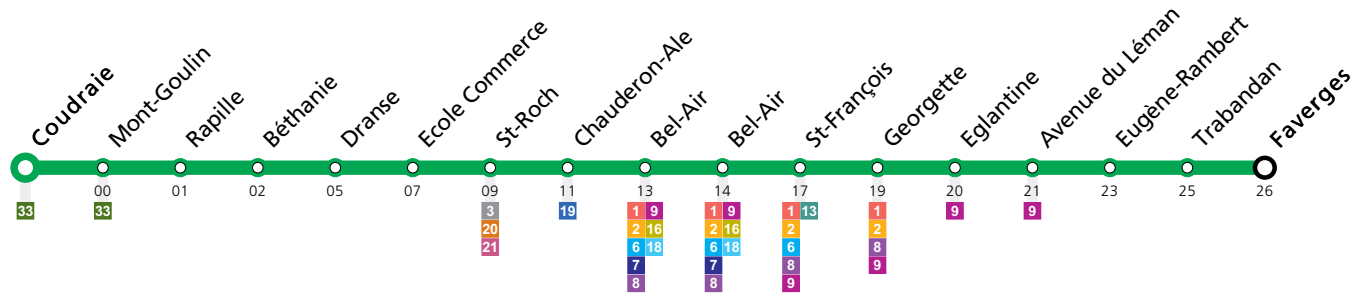 Coudraie
Mont-Goulin
Rapille
Béthanie
Dranse
Ecole Commerce
St-Roch
Chauderon-Ale
Bel-Air
Bel-Air
St-François
Georgette
Eglantine
Avenue du Léman
Eugène-Rambert
Trabandan
Faverges
00 01 02 05 07 09 11 13 14 17 19 20 21 23 25 26
33 33 3 19 1 9 1 9 1 13 1 9 9
20 2 16 2 16 2 2
21 6 18 6 18 6 8
7 7 8 9
8 8 9